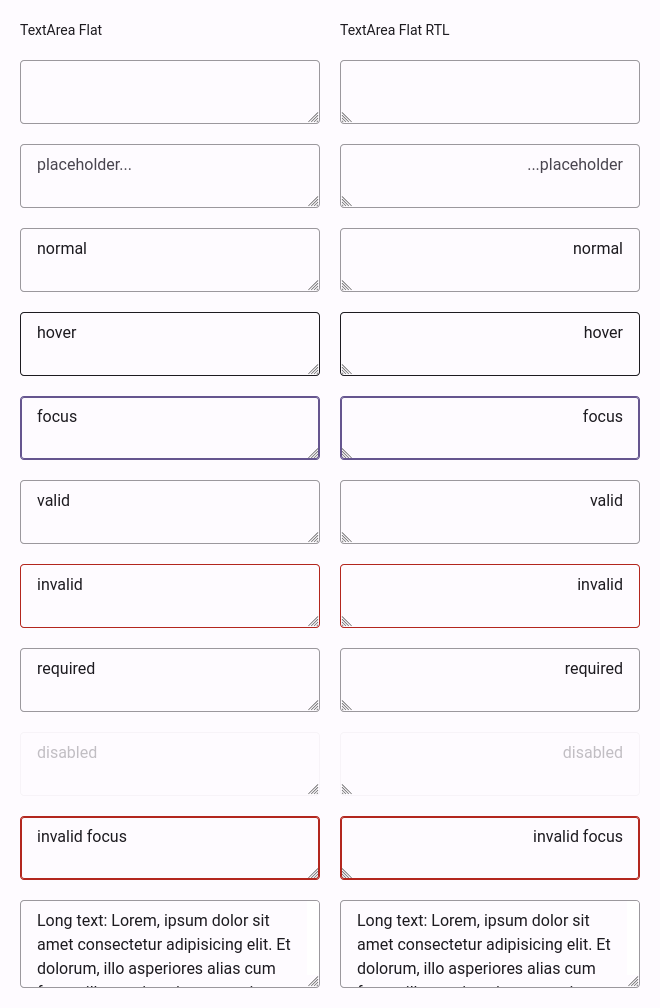 TextArea Flat
TextArea Flat RTL
placeholder...
...placeholder
normal
normal
hover
hover
focus
focus
valid
valid
invalid
invalid
required
required
disabled
disabled
invalid focus
invalid focus
Long text: Lorem, ipsum dolor sit
amet consectetur adipisicing elit. Et
dolorum, illo asperiores alias cum
Long text: Lorem, ipsum dolor sit
amet consectetur adipisicing elit. Et
dolorum, illo asperiores alias cum